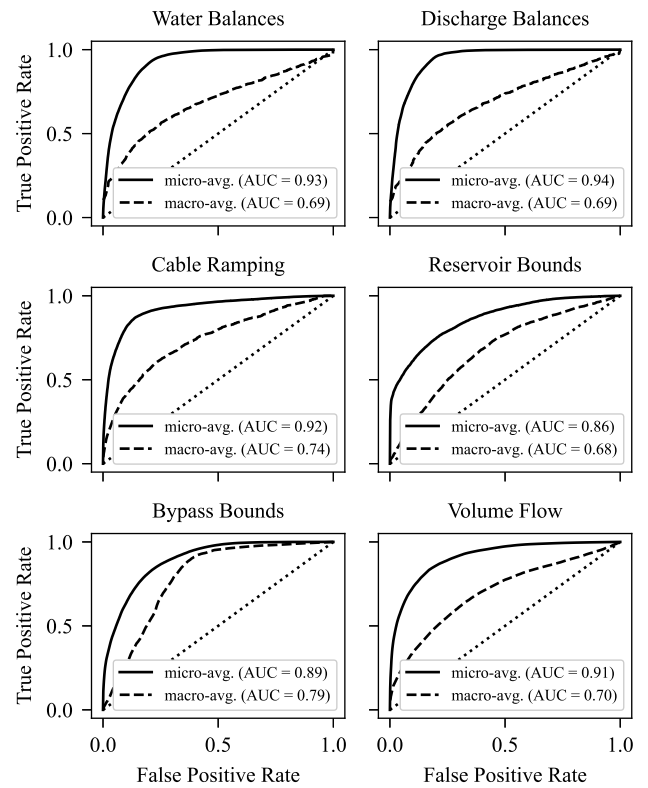 Water Balances
Discharge Balances
True Positive Rate
1.0
0.5
0.0
micro-avg. (AUC = 0.93)
macro-avg. (AUC = 0.69)
micro-avg. (AUC = 0.94)
macro-avg. (AUC = 0.69)
Cable Ramping
Reservoir Bounds
True Positive Rate
1.0
0.5
0.0
micro-avg. (AUC = 0.92)
macro-avg. (AUC = 0.74)
micro-avg. (AUC = 0.86)
macro-avg. (AUC = 0.68)
Bypass Bounds
Volume Flow
True Positive Rate
1.0
0.5
0.0
micro-avg. (AUC = 0.89)
macro-avg. (AUC = 0.79)
micro-avg. (AUC = 0.91)
macro-avg. (AUC = 0.70)
0.0 0.5 1.0
0.0 0.5 1.0
False Positive Rate
False Positive Rate